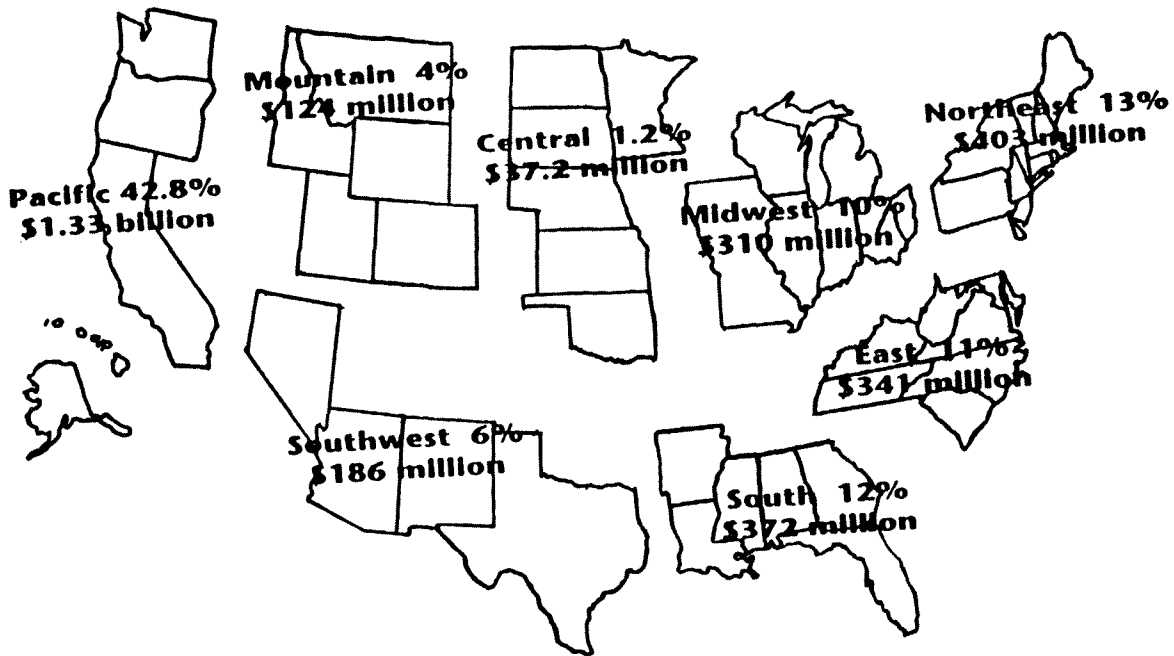 Mountain 4%
$124 million
Central 1.2%
$37.2 million
Northeast 13%
$403 million
Pacific 42.8%
$1.33 billion
Midwest 10%
$310 million
East 11%
$341 million
Southwest 6%
$186 million
South 12%
$372 million